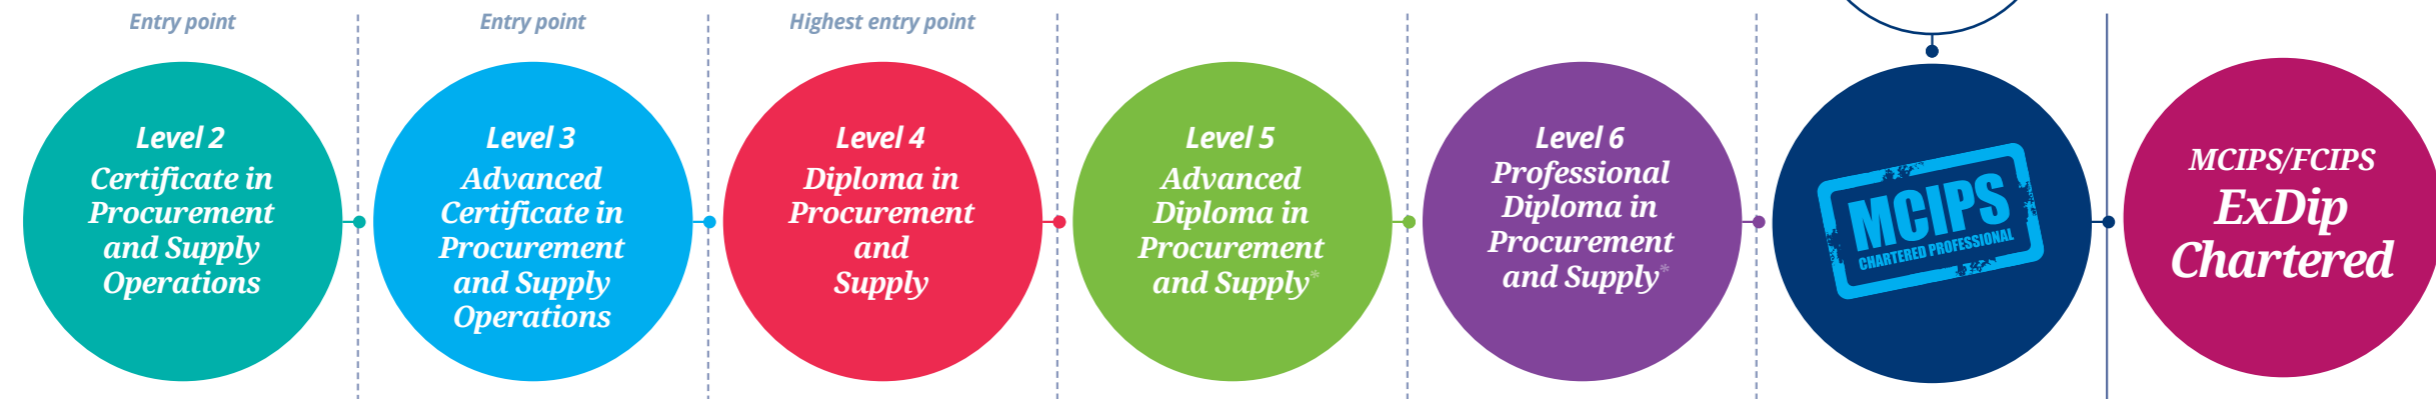 Entry point
Entry point
Highest entry point
Level 2
Certificate in
Procurement
and Supply
Operations
Level 3
Advanced
Certificate in
Procurement
and Supply
Operations
Level 4
Diploma in
Procurement
and
Supply
Level 5
Advanced
Diploma in
Procurement
and Supply*
Level 6
Professional
Diploma in
Procurement
and Supply*
MCIPS
CHARTERED PROFESSIONAL
MCIPS/FCIPS
ExDip
Chartered